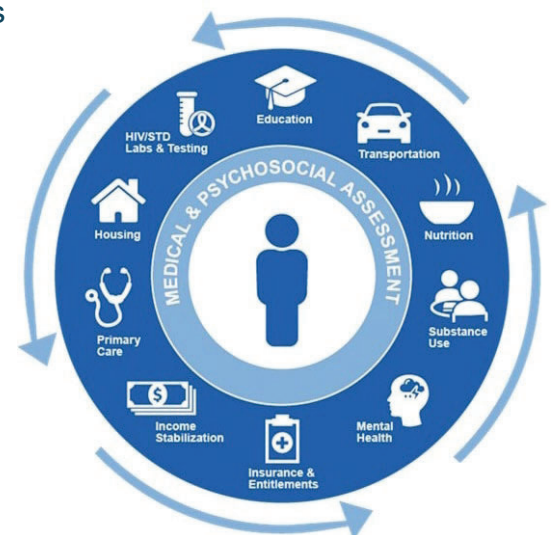 s
MEDICAL & PSYCHOSOCIAL ASSESSMENT
Education
Transportation
Nutrition
Substance
Use
Mental
Health
Insurance &
Entitlements
$
Income
Stabilization
Primary
Care
Housing
HIV/STD
Labs & Testing